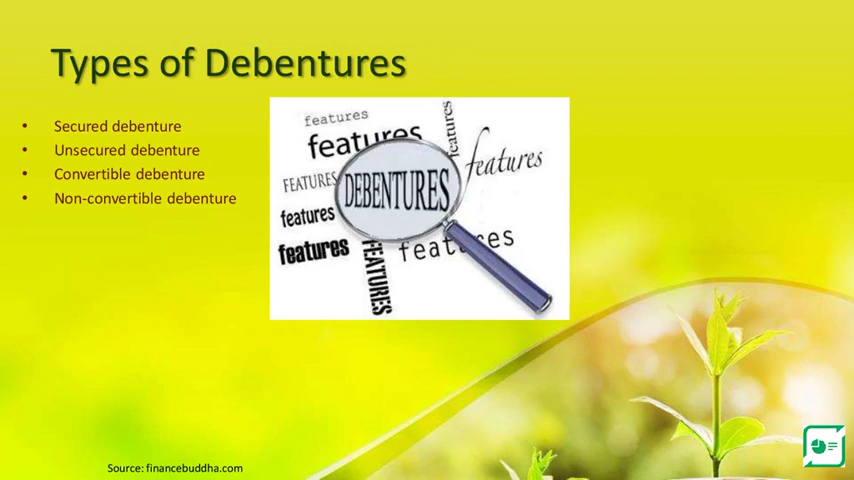 Types of Debentures
• Secured debenture
• Unsecured debenture
• Convertible debenture
• Non-convertible debenture
features
features
features
features
FEATURES
DEBENTURES
features
features
features
FEATURES
Source: financebuddha.com